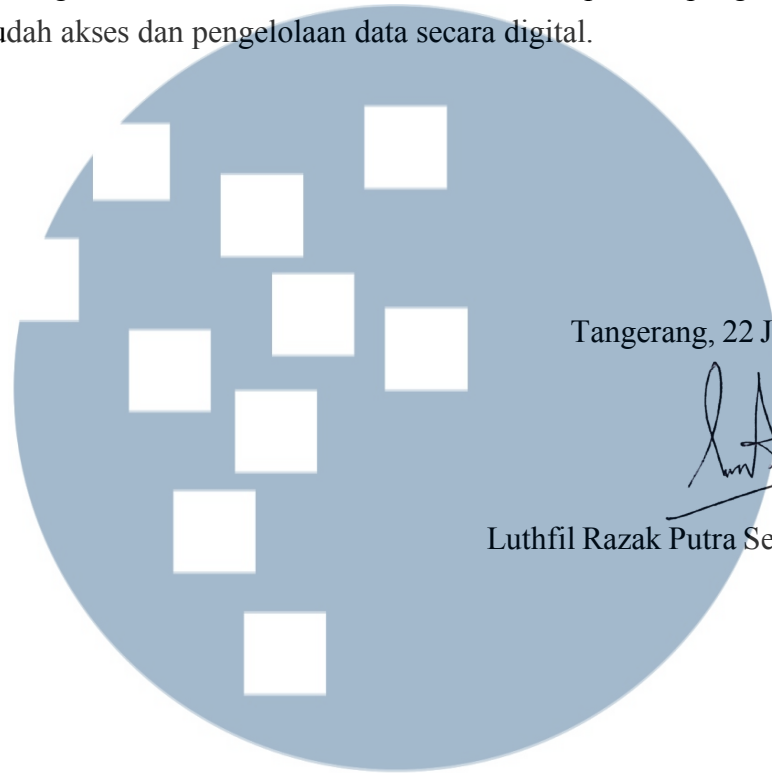 udah akses dan pengelolaan data secara digital.
Tangerang, 22 J
Luthfil Razak Putra Se